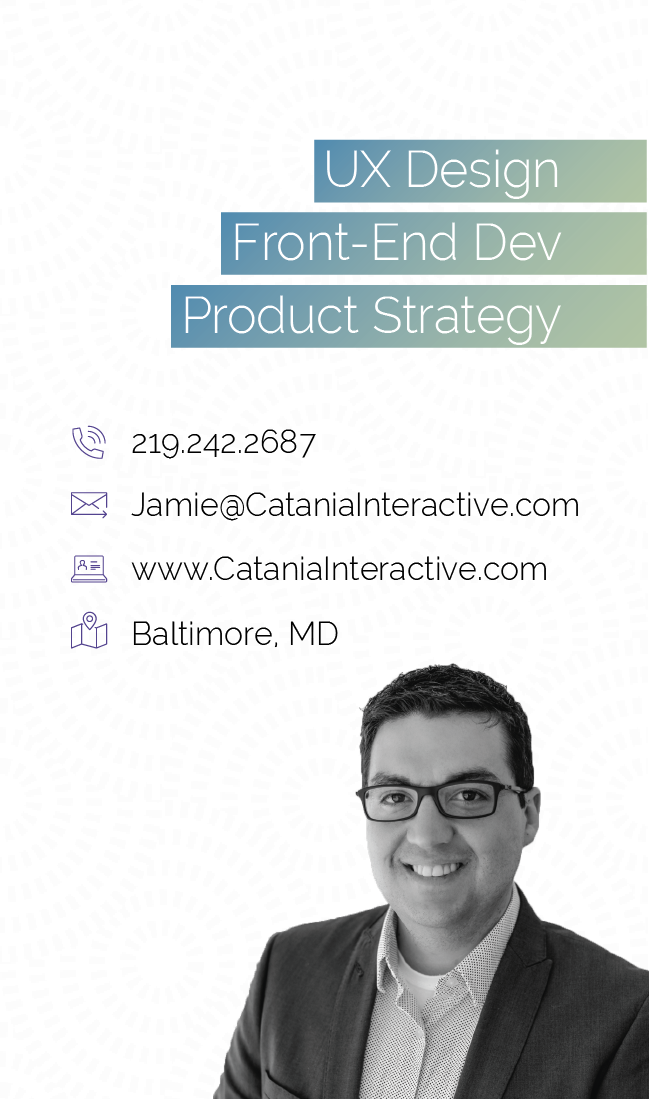 UX Design
Front-End Dev
Product Strategy
219.242.2687
Jamie@CataniaInteractive.com
www.CataniaInteractive.com
Baltimore, MD